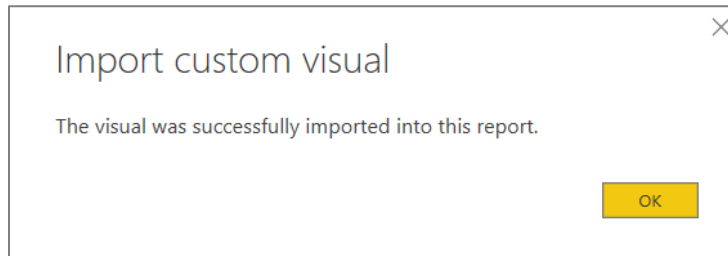 Import custom visual
The visual was successfully imported into this report.
OK